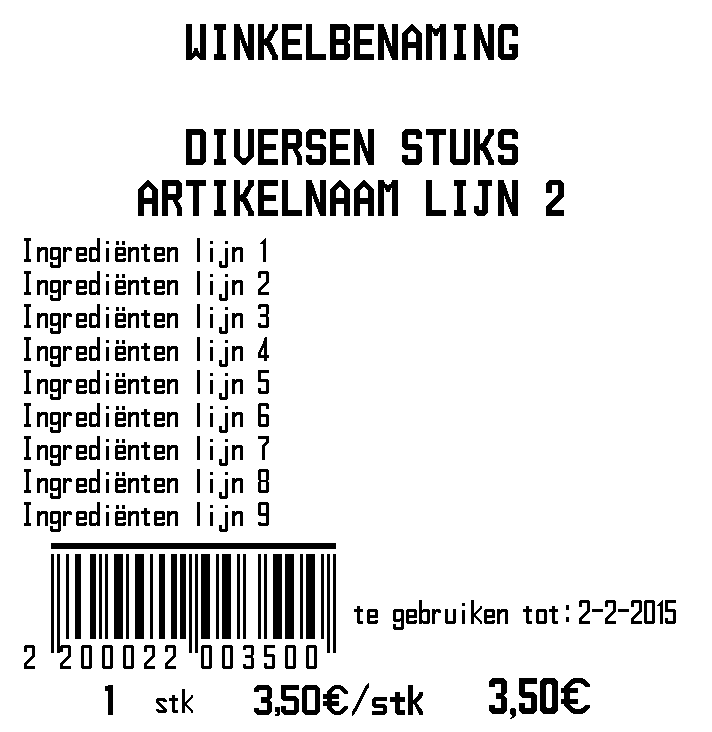 WINKELBENAMING
DIVERSEN STUKS
ARTIKELNAAM LIJN 2
Ingrediënten lijn 1
Ingrediënten lijn 2
Ingrediënten lijn 3
Ingrediënten lijn 4
Ingrediënten lijn 5
Ingrediënten lijn 6
Ingrediënten lijn 7
Ingrediënten lijn 8
Ingrediënten lijn 9
te gebruiken tot:2-2-2015
2 200022 003500
1 stk 3,50€/stk 3,50€